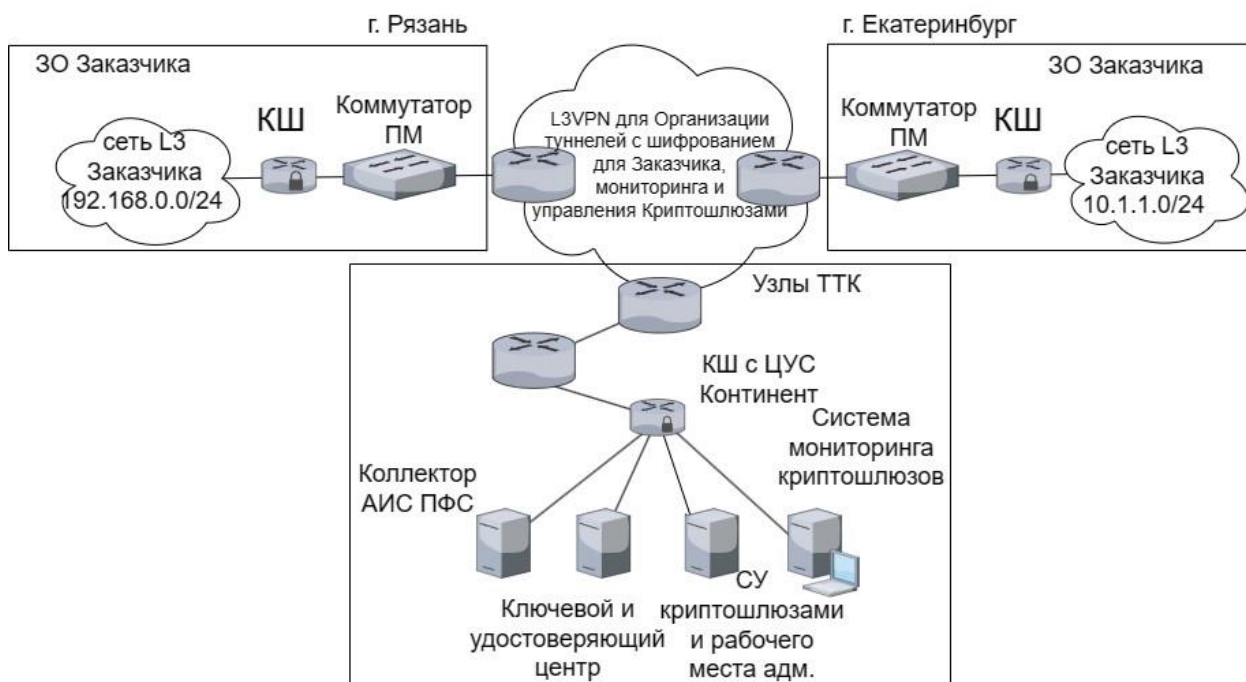 г. Рязань
г. Екатеринбург
ЗО Заказчика
КШ
Коммутатор
ПМ
сеть L3
Заказчика
192.168.0.0/24
L3VPN для Организации
туннелей с шифрованием
для Заказчика,
мониторинга и
управления Криптошлюзами
ЗО Заказчика
Коммутатор
ПМ
КШ
сеть L3
Заказчика
10.1.1.0/24
Узлы ТТК
КШ с ЦУС
Континент
Система
мониторинга
криптошлюзов
Коллектор
АИС ПФС
Ключевой и
удостоверяющий
центр
СУ
криптошлюзами
и рабочего
места адм.